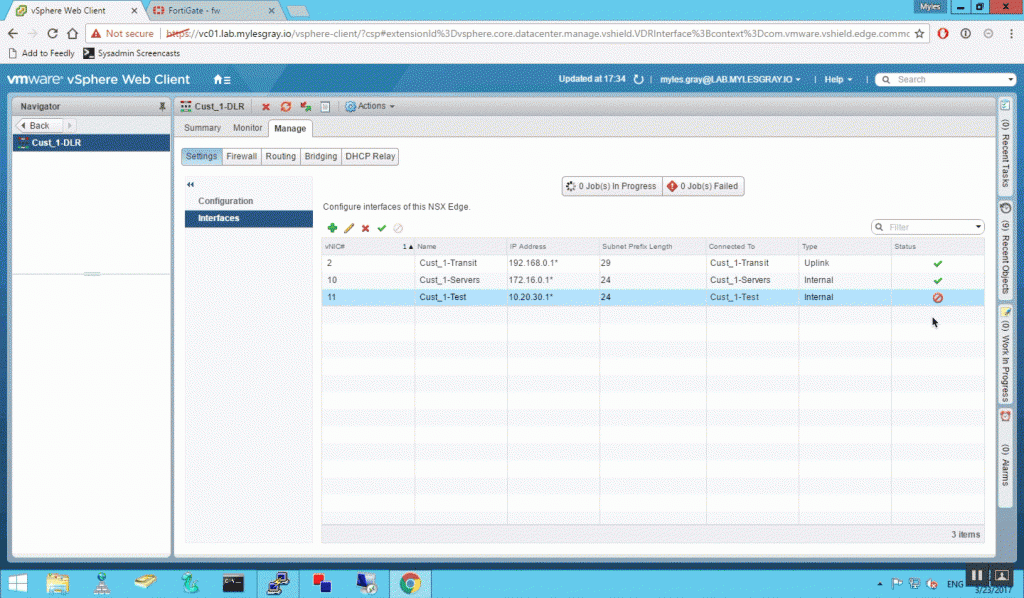 vSphere Web Client
FortiGate - fw
Myles
Not secure https://vc01.lab.mylesgray.io/vsphere-client/?csp#extensionId%3Dvsphere.core.datacenter.manage.vshield.VDRInterface%3Bcontext%3Dcom.vmware.vshield.edge.commo
Add to Feedly Sysadmin Screencasts
vmware® vSphere Web Client Updated at 17:34 | myles.gray@LAB.MYLESGRAY.IO | Help | Search
Navigator
Back
Cust_1-DLR
Cust_1-DLR Actions
Summary Monitor Manage
Settings Firewall Routing Bridging DHCP Relay
Configuration
Interfaces
0 Job(s) In Progress 0 Job(s) Failed
Configure interfaces of this NSX Edge.
Filter
vNIC# 1 ▲ Name IP Address Subnet Prefix Length Connected To Type Status
2 Cust_1-Transit 192.168.0.1* 29 Cust_1-Transit Uplink
10 Cust_1-Servers 172.16.0.1* 24 Cust_1-Servers Internal
11 Cust_1-Test 10.20.30.1* 24 Cust_1-Test Internal
3 items
(0) Recent Tasks
(9) Recent Objects
(0) Work In Progress
(0) Alarms
ENG
3/23/2017